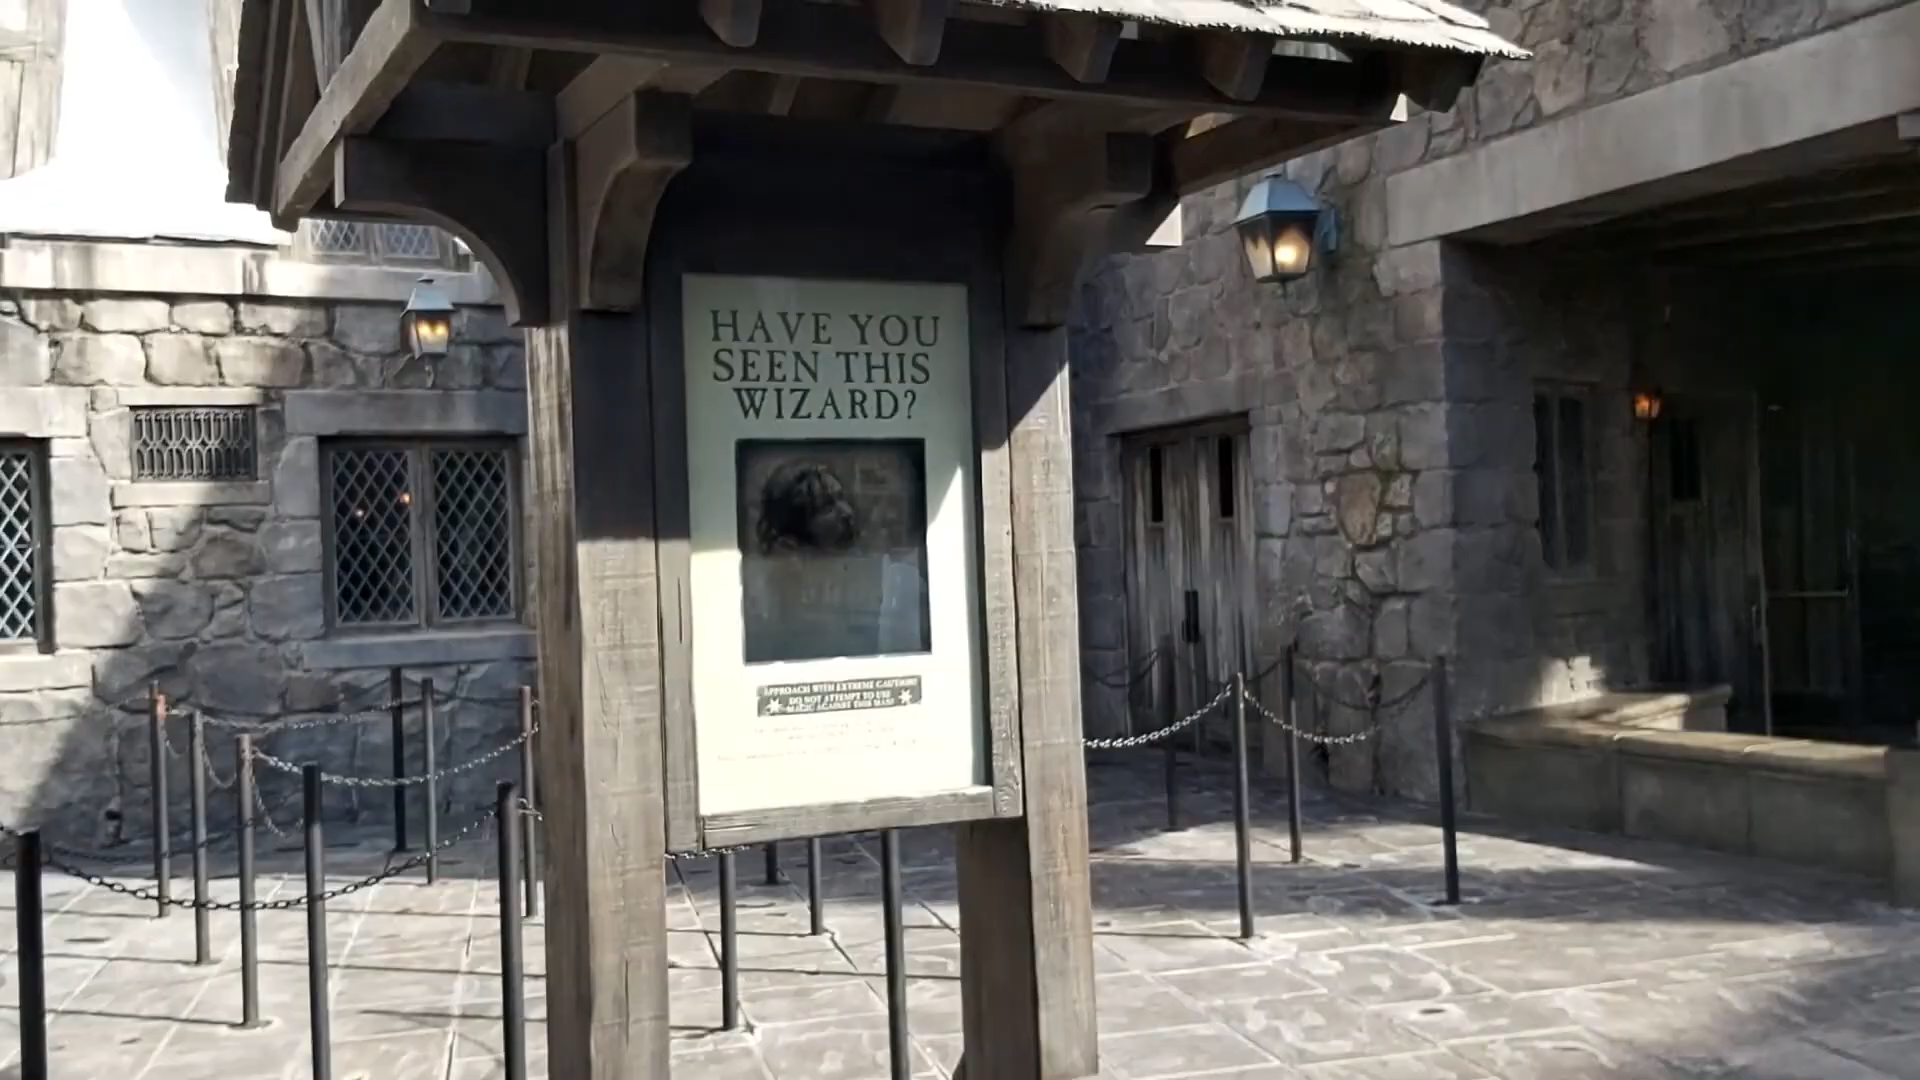 HAVE YOU
SEEN THIS
WIZARD?
APPROACH WITH EXTREME CAUTION!
DO NOT ATTEMPT TO USE
MAGIC AGAINST THIS MAN!